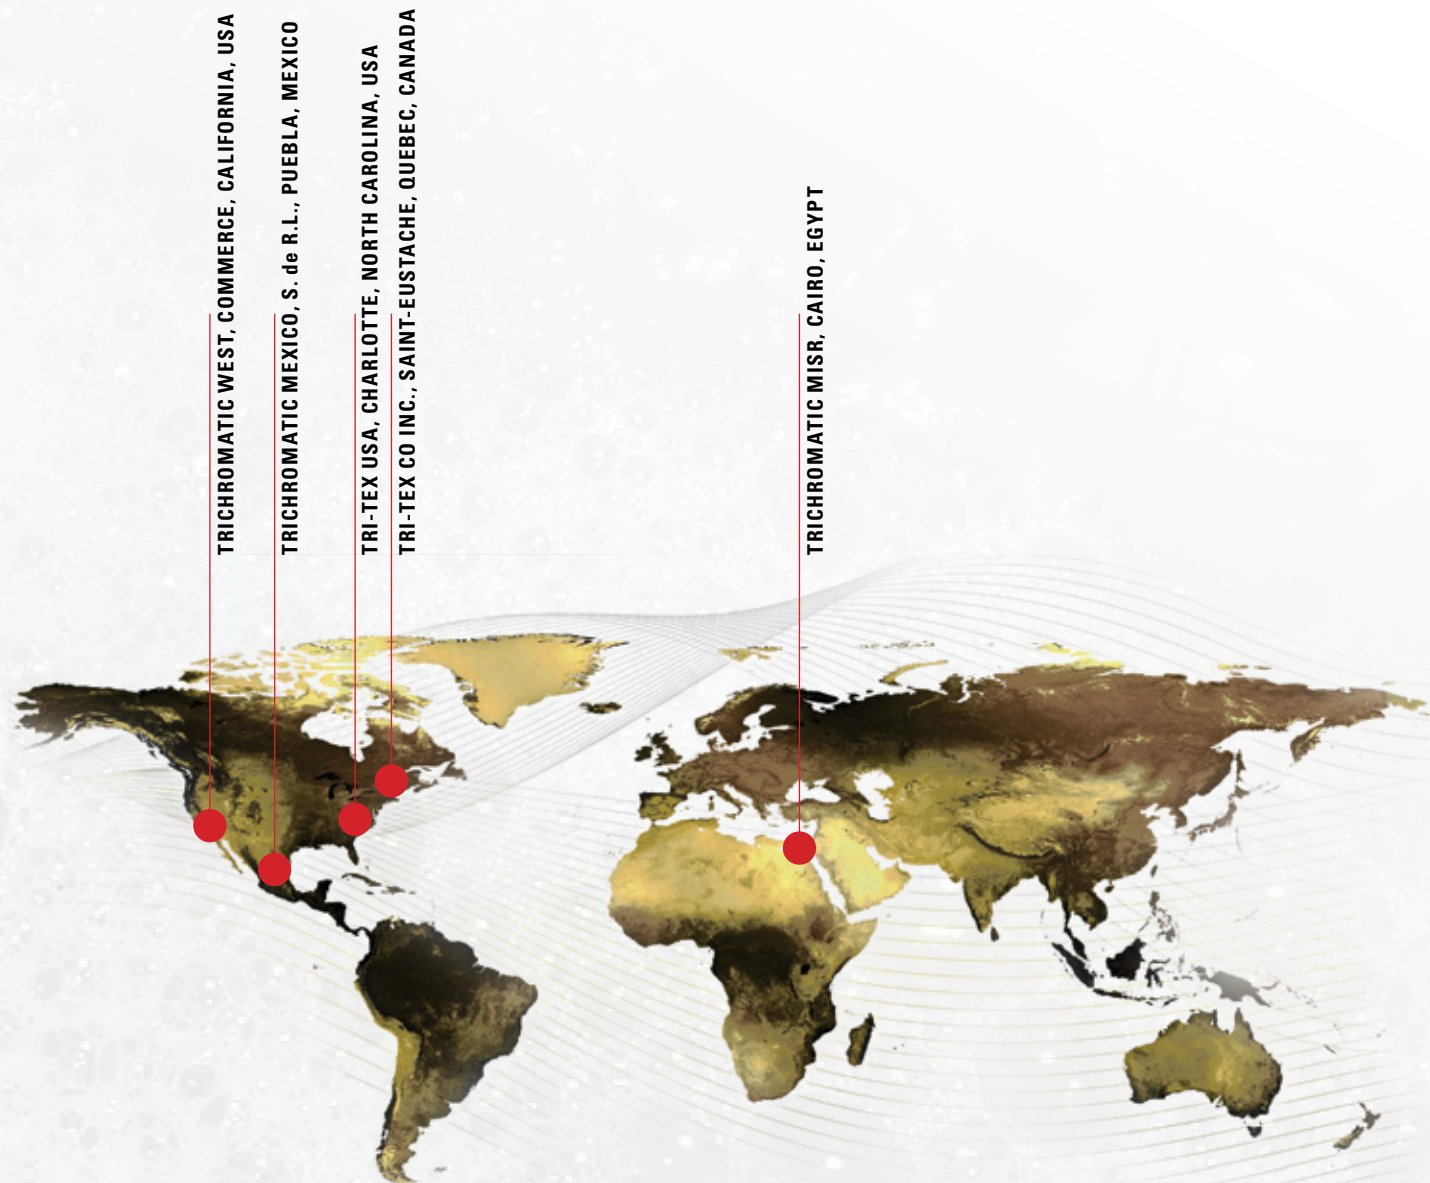 TRICHROMATIC WEST, COMMERCE, CALIFORNIA, USA
TRICHROMATIC MEXICO, S. de R.L., PUEBLA, MEXICO
TRI-TEX USA, CHARLOTTE, NORTH CAROLINA, USA
TRI-TEX CO INC., SAINT-EUSTACHE, QUEBEC, CANADA
TRICHROMATIC MISR, CAIRO, EGYPT